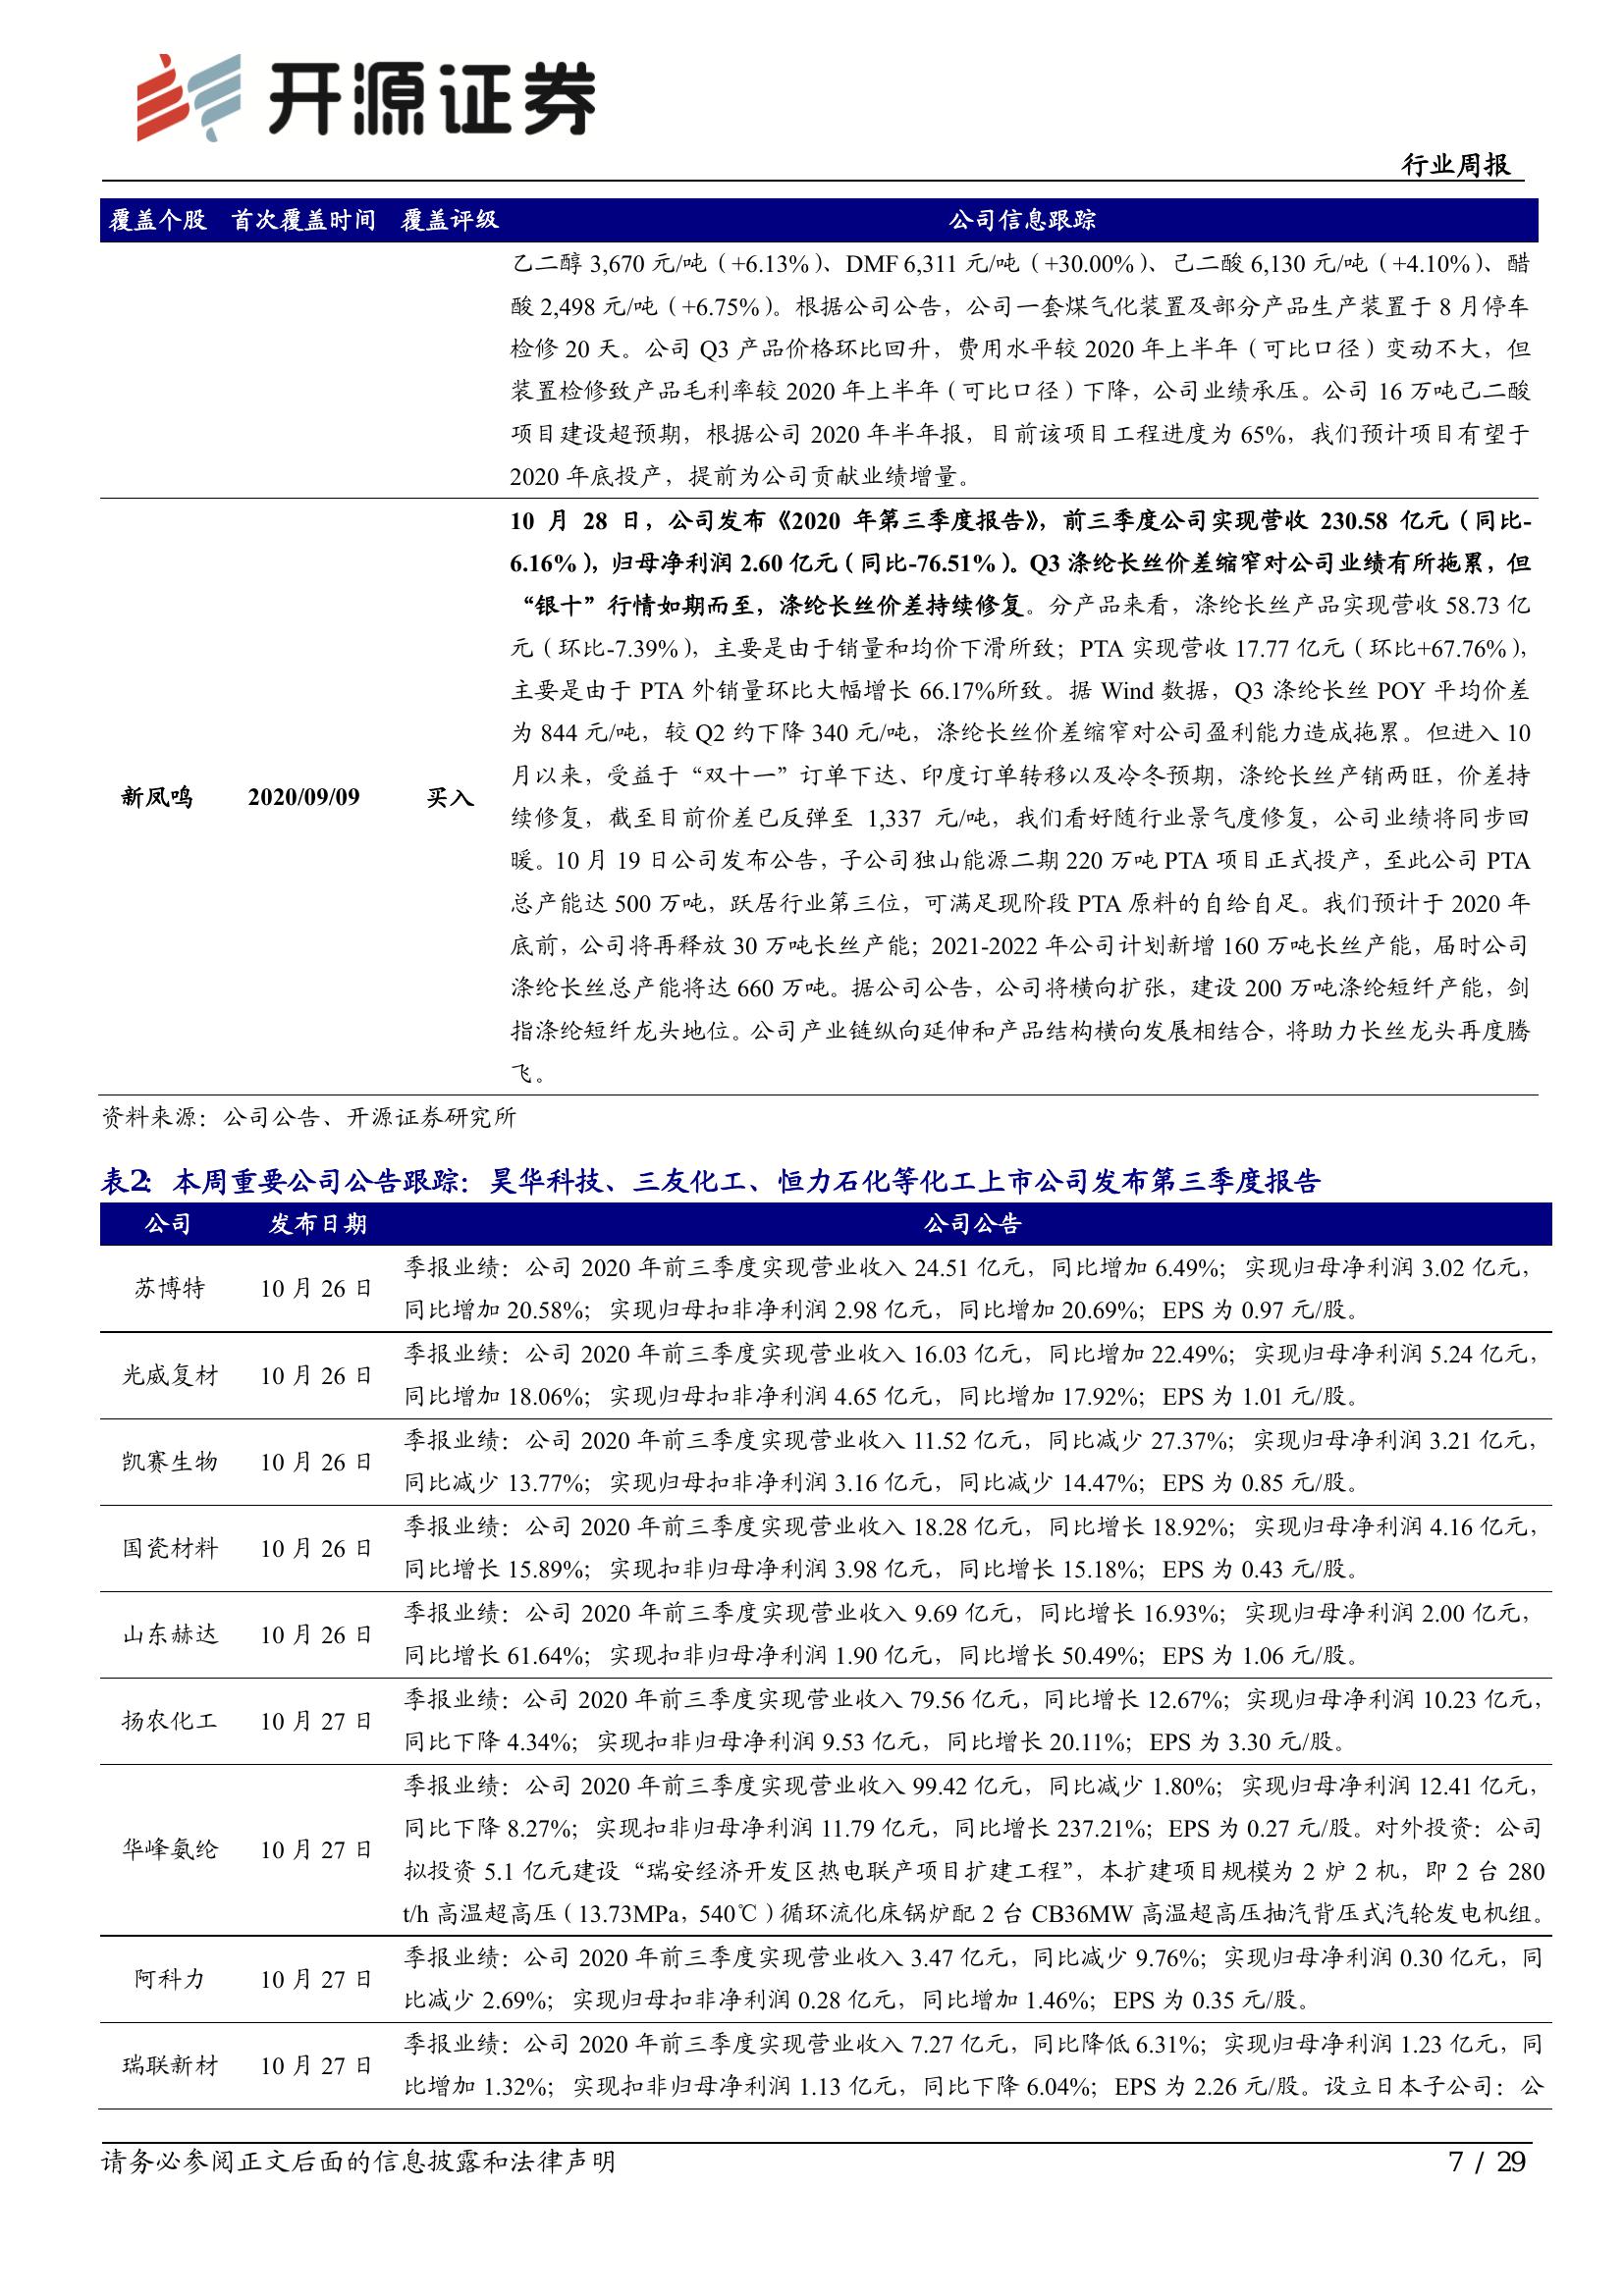 开源证券
行业周报
覆盖个股 首次覆盖时间 覆盖评级 公司信息跟踪
乙二醇 3,670 元/吨（+6.13%）、DMF 6,311 元/吨（+30.00%）、己二酸 6,130 元/吨（+4.10%）、醋
酸 2,498 元/吨（+6.75%）。根据公司公告，公司一套煤气化装置及部分产品生产装置于 8 月停车
检修 20 天。公司 Q3 产品价格环比回升，费用水平较 2020 年上半年（可比口径）变动不大，但
装置检修致产品毛利率较 2020 年上半年（可比口径）下降，公司业绩承压。公司 16 万吨己二酸
项目建设超预期，根据公司 2020 年半年报，目前该项目工程进度为 65%，我们预计项目有望于
2020 年底投产，提前为公司贡献业绩增量。
新凤鸣 2020/09/09 买入
10 月 28 日，公司发布《2020 年第三季度报告》，前三季度公司实现营收 230.58 亿元（同比-
6.16%），归母净利润 2.60 亿元（同比-76.51%）。Q3 涤纶长丝价差缩窄对公司业绩有所拖累，但
“银十”行情如期而至，涤纶长丝价差持续修复。分产品来看，涤纶长丝产品实现营收 58.73 亿
元（环比-7.39%），主要是由于销量和均价下滑所致；PTA 实现营收 17.77 亿元（环比+67.76%），
主要是由于 PTA 外销量环比大幅增长 66.17%所致。据 Wind 数据，Q3 涤纶长丝 POY 平均价差
为 844 元/吨，较 Q2 约下降 340 元/吨，涤纶长丝价差缩窄对公司盈利能力造成拖累。但进入 10
月以来，受益于“双十一”订单下达、印度订单转移以及冷冬预期，涤纶长丝产销两旺，价差持
续修复，截至目前价差已反弹至 1,337 元/吨，我们看好随行业景气度修复，公司业绩将同步回
暖。10 月 19 日公司发布公告，子公司独山能源二期 220 万吨 PTA 项目正式投产，至此公司 PTA
总产能达 500 万吨，跃居行业第三位，可满足现阶段 PTA 原料的自给自足。我们预计于 2020 年
底前，公司将再释放 30 万吨长丝产能；2021-2022 年公司计划新增 160 万吨长丝产能，届时公司
涤纶长丝总产能将达 660 万吨。据公司公告，公司将横向扩张，建设 200 万吨涤纶短纤产能，剑
指涤纶短纤龙头地位。公司产业链纵向延伸和产品结构横向发展相结合，将助力长丝龙头再度腾
飞。
资料来源：公司公告、开源证券研究所
表2：本周重要公司公告跟踪：昊华科技、三友化工、恒力石化等化工上市公司发布第三季度报告
公司 发布日期 公司公告
苏博特 10 月 26 日
季报业绩：公司 2020 年前三季度实现营业收入 24.51 亿元，同比增加 6.49%；实现归母净利润 3.02 亿元，
同比增加 20.58%；实现归母扣非净利润 2.98 亿元，同比增加 20.69%；EPS 为 0.97 元/股。
光威复材 10 月 26 日
季报业绩：公司 2020 年前三季度实现营业收入 16.03 亿元，同比增加 22.49%；实现归母净利润 5.24 亿元，
同比增加 18.06%；实现归母扣非净利润 4.65 亿元，同比增加 17.92%；EPS 为 1.01 元/股。
凯赛生物 10 月 26 日
季报业绩：公司 2020 年前三季度实现营业收入 11.52 亿元，同比减少 27.37%；实现归母净利润 3.21 亿元，
同比减少 13.77%；实现归母扣非净利润 3.16 亿元，同比减少 14.47%；EPS 为 0.85 元/股。
国瓷材料 10 月 26 日
季报业绩：公司 2020 年前三季度实现营业收入 18.28 亿元，同比增长 18.92%；实现归母净利润 4.16 亿元，
同比增长 15.89%；实现扣非归母净利润 3.98 亿元，同比增长 15.18%；EPS 为 0.43 元/股。
山东赫达 10 月 26 日
季报业绩：公司 2020 年前三季度实现营业收入 9.69 亿元，同比增长 16.93%；实现归母净利润 2.00 亿元，
同比增长 61.64%；实现扣非归母净利润 1.90 亿元，同比增长 50.49%；EPS 为 1.06 元/股。
扬农化工 10 月 27 日
季报业绩：公司 2020 年前三季度实现营业收入 79.56 亿元，同比增长 12.67%；实现归母净利润 10.23 亿元，
同比下降 4.34%；实现扣非归母净利润 9.53 亿元，同比增长 20.11%；EPS 为 3.30 元/股。
华峰氨纶 10 月 27 日
季报业绩：公司 2020 年前三季度实现营业收入 99.42 亿元，同比减少 1.80%；实现归母净利润 12.41 亿元，
同比下降 8.27%；实现扣非归母净利润 11.79 亿元，同比增长 237.21%；EPS 为 0.27 元/股。对外投资：公司
拟投资 5.1 亿元建设“瑞安经济开发区热电联产项目扩建工程”，本扩建项目规模为 2 炉 2 机，即 2 台 280
t/h 高温超高压（13.73MPa，540℃）循环流化床锅炉配 2 台 CB36MW 高温超高压抽汽背压式汽轮发电机组。
阿科力 10 月 27 日
季报业绩：公司 2020 年前三季度实现营业收入 3.47 亿元，同比减少 9.76%；实现归母净利润 0.30 亿元，同
比减少 2.69%；实现归母扣非净利润 0.28 亿元，同比增加 1.46%；EPS 为 0.35 元/股。
瑞联新材 10 月 27 日
季报业绩：公司 2020 年前三季度实现营业收入 7.27 亿元，同比降低 6.31%；实现归母净利润 1.23 亿元，同
比增加 1.32%；实现扣非归母净利润 1.13 亿元，同比下降 6.04%；EPS 为 2.26 元/股。设立日本子公司：公
请务必参阅正文后面的信息披露和法律声明 7 / 29